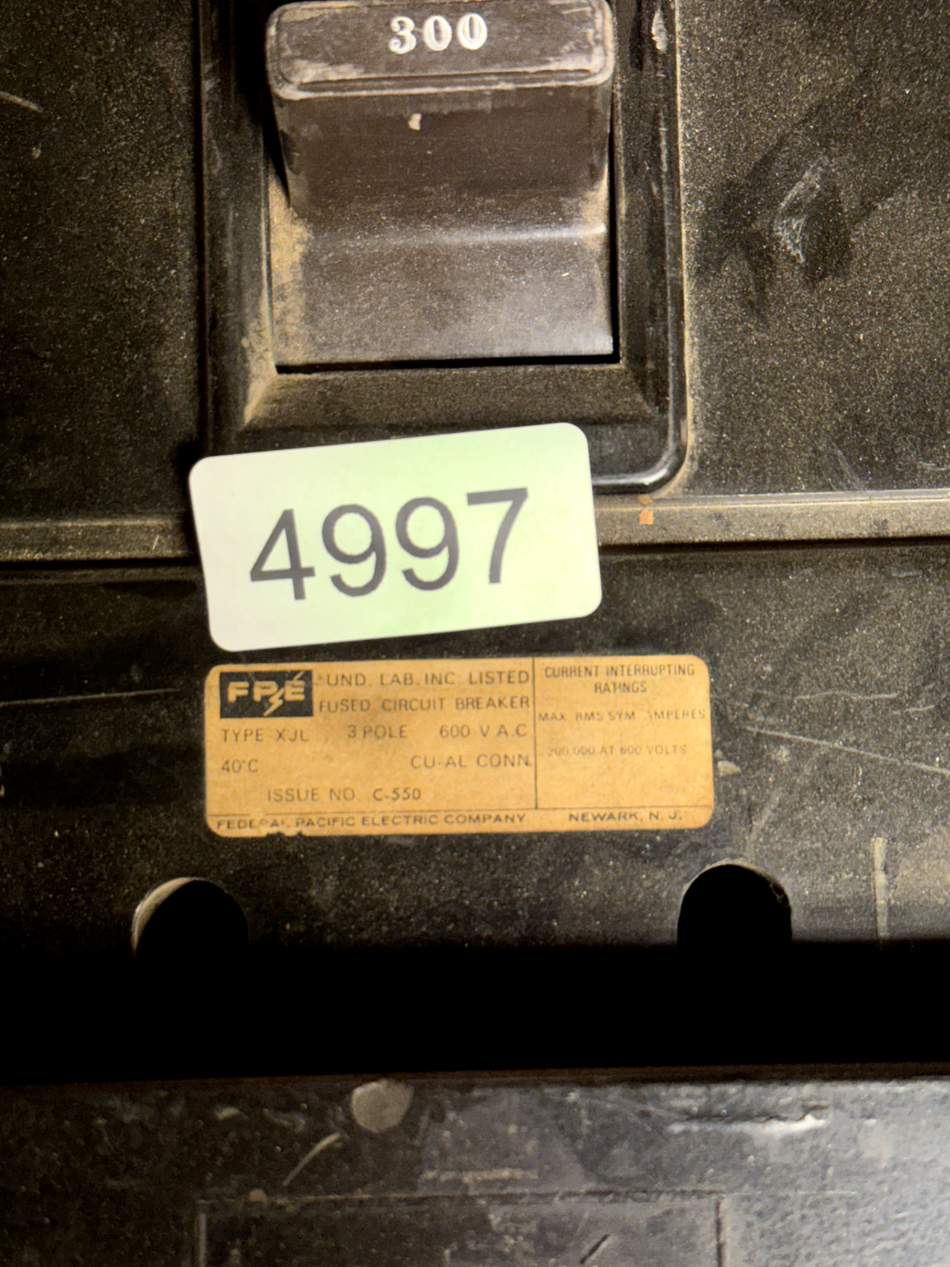 300
4997
FPE UND. LAB. INC. LISTED
FUSED CIRCUIT BREAKER
TYPE XJL 3 POLE 600 V A.C
40°C CU-AL CONN.
ISSUE NO. C-550
CURRENT INTERRUPTING
RATINGS
MAX. RMS SYM. AMPERES
200,000 AT 600 VOLTS
FEDERAL PACIFIC ELECTRIC COMPANY NEWARK, N. J.